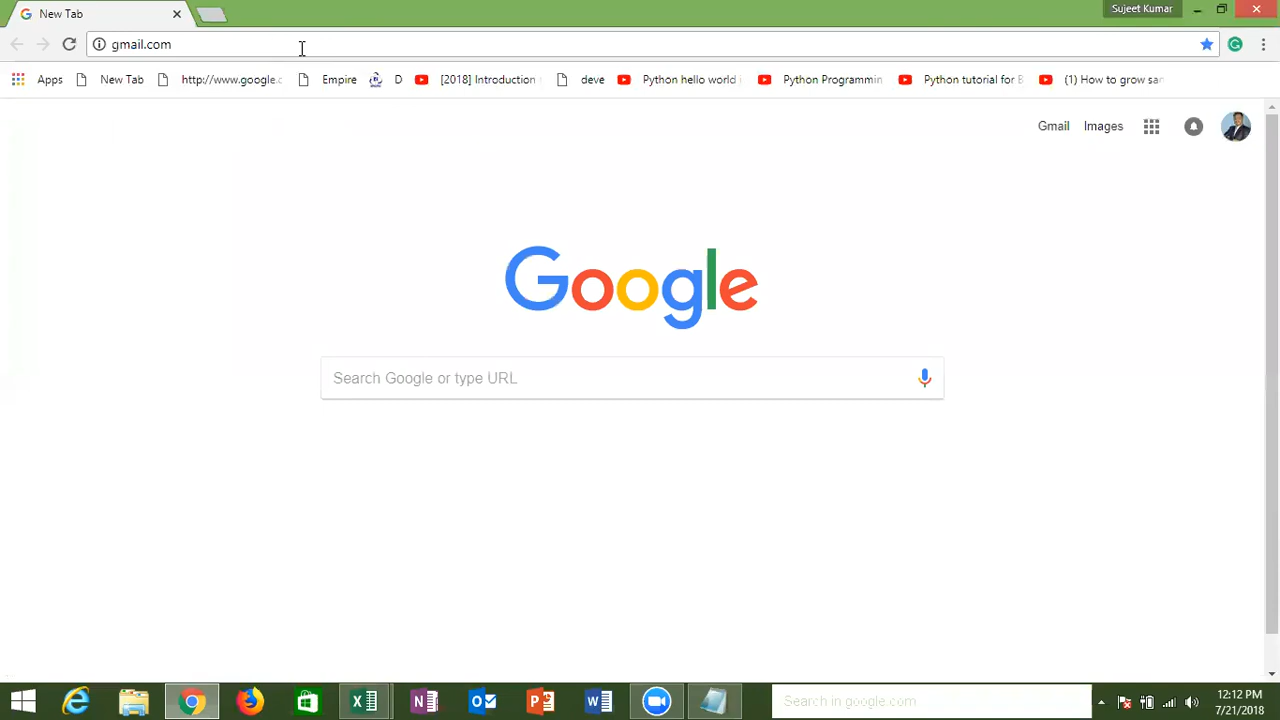 New Tab
Sujeet Kumar
gmail.com
Apps New Tab http://www.google.c Empire D [2018] Introduction deve Python hello world Python Programmin Python tutorial for B (1) How to grow sar
Gmail Images
Google
Search Google or type URL
Search in google.com
12:12 PM
7/21/2018